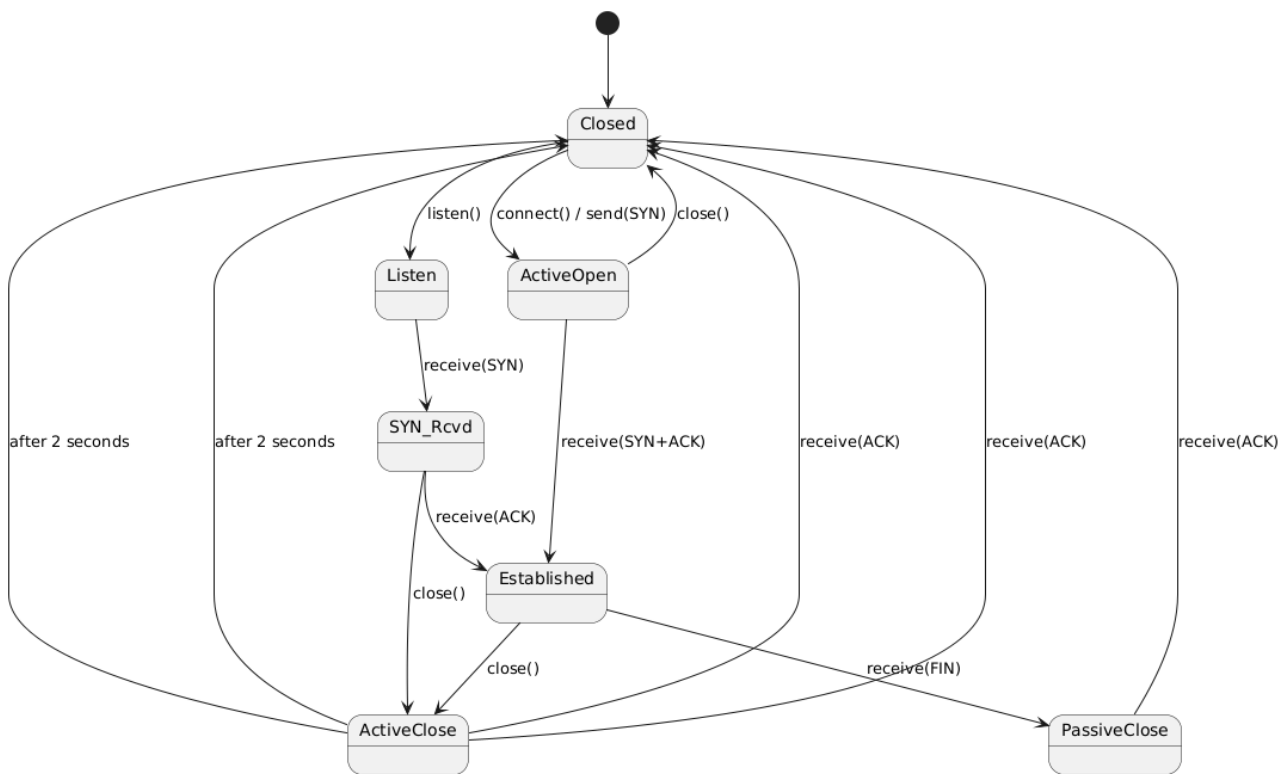 Closed
listen()
connect() / send(SYN)
close()
Listen
ActiveOpen
receive(SYN)
SYN_Rcvd
after 2 seconds
after 2 seconds
receive(SYN+ACK)
receive(ACK)
receive(ACK)
receive(ACK)
receive(ACK)
Established
close()
close()
receive(FIN)
ActiveClose
PassiveClose